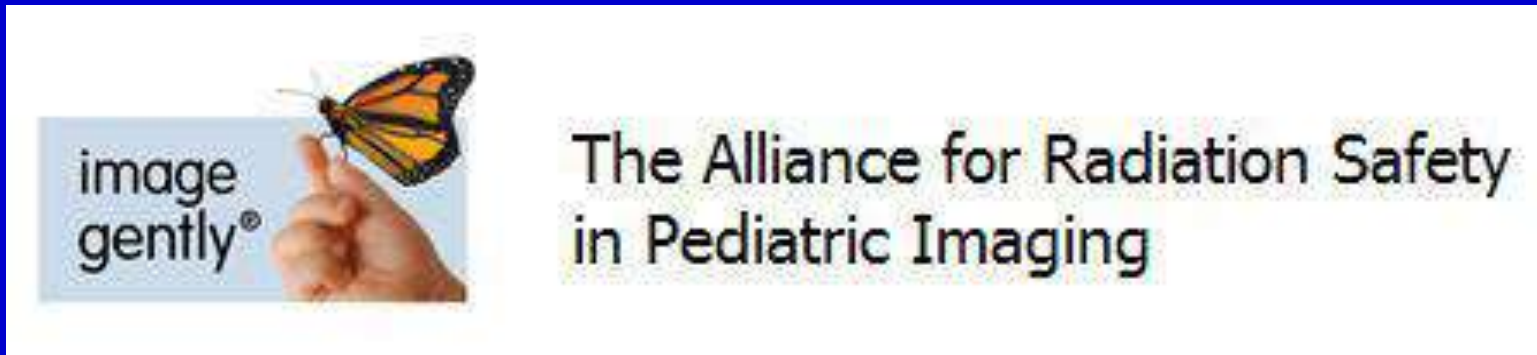 image
gently®
The Alliance for Radiation Safety
in Pediatric Imaging